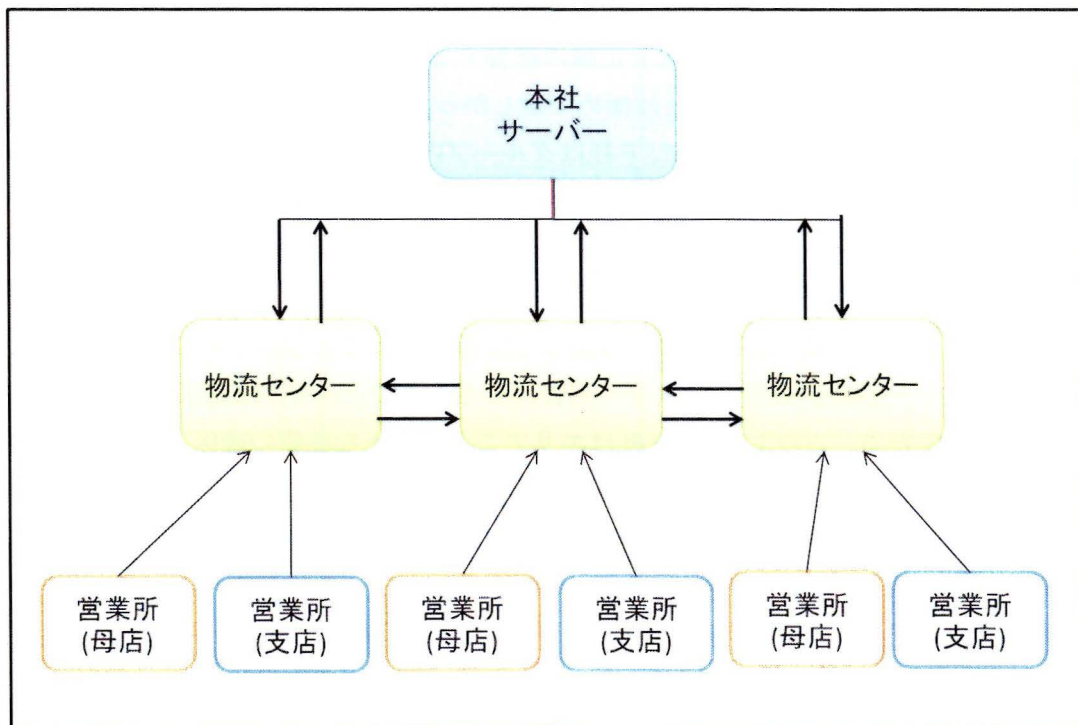 本社
サーバー
物流センター
物流センター
物流センター
営業所
(母店)
営業所
(支店)
営業所
(母店)
営業所
(支店)
営業所
(母店)
営業所
(支店)